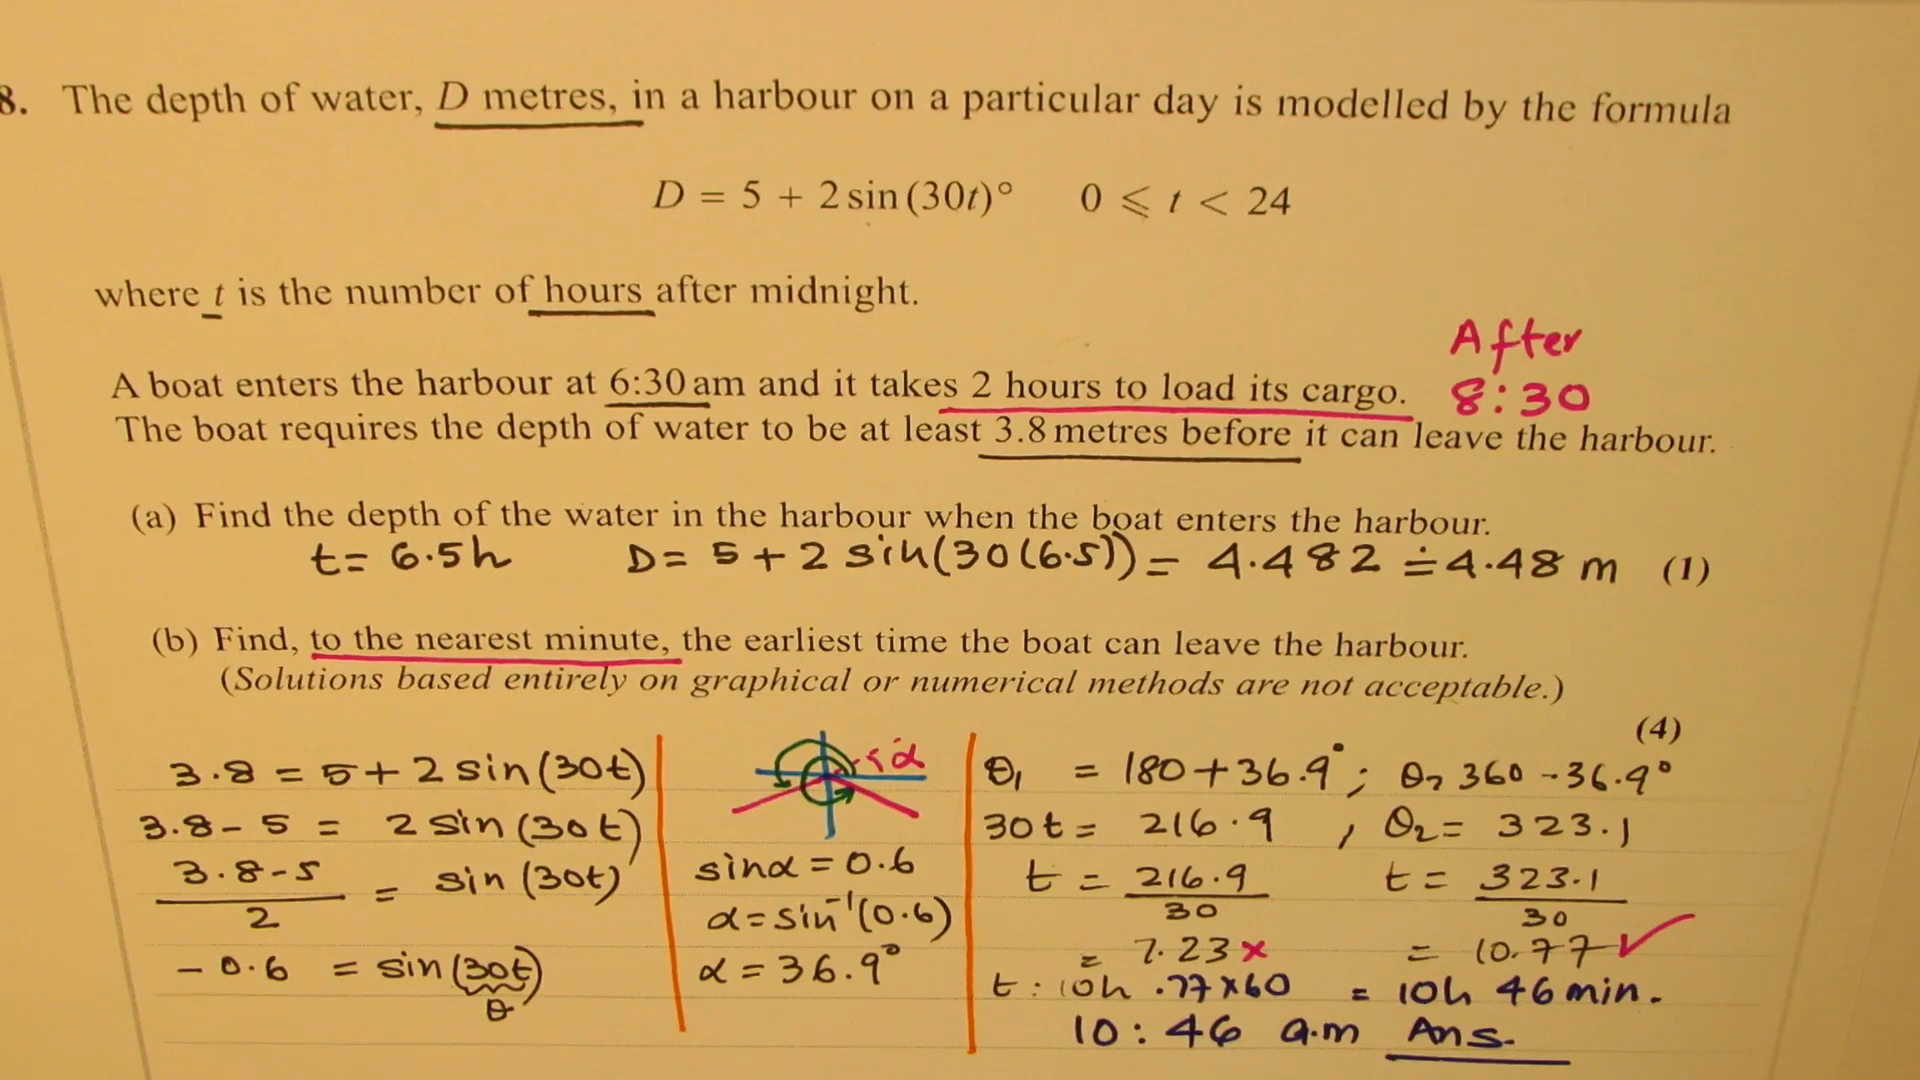 8. The depth of water, D metres, in a harbour on a particular day is modelled by the formula
D = 5 + 2 sin (30t)° 0 ⩽ t < 24
where t is the number of hours after midnight.
After
8:30
A boat enters the harbour at 6:30 am and it takes 2 hours to load its cargo.
The boat requires the depth of water to be at least 3.8 metres before it can leave the harbour.
(a) Find the depth of the water in the harbour when the boat enters the harbour.
t = 6.5h D = 5 + 2 sin(30(6.5)) = 4.482 ≐ 4.48 m (1)
(b) Find, to the nearest minute, the earliest time the boat can leave the harbour.
(Solutions based entirely on graphical or numerical methods are not acceptable.)
(4)
3.8 = 5 + 2 sin(30t)
3.8 - 5 = 2 sin(30t)
3.8 - 5 = sin (30t)
2
-0.6 = sin(30t)
θ
α
sinα = 0.6
α = sin⁻¹(0.6)
α = 36.9°
θ₁ = 180 + 36.9° ; θ₂ 360 - 36.9°
30t = 216.9 , θ₂ = 323.1
t = 216.9 t = 323.1
30 30
= 7.23 × = 10.77 ✓
t : 10h .77 × 60 = 10h 46 min.
10 : 46 a.m Ans.